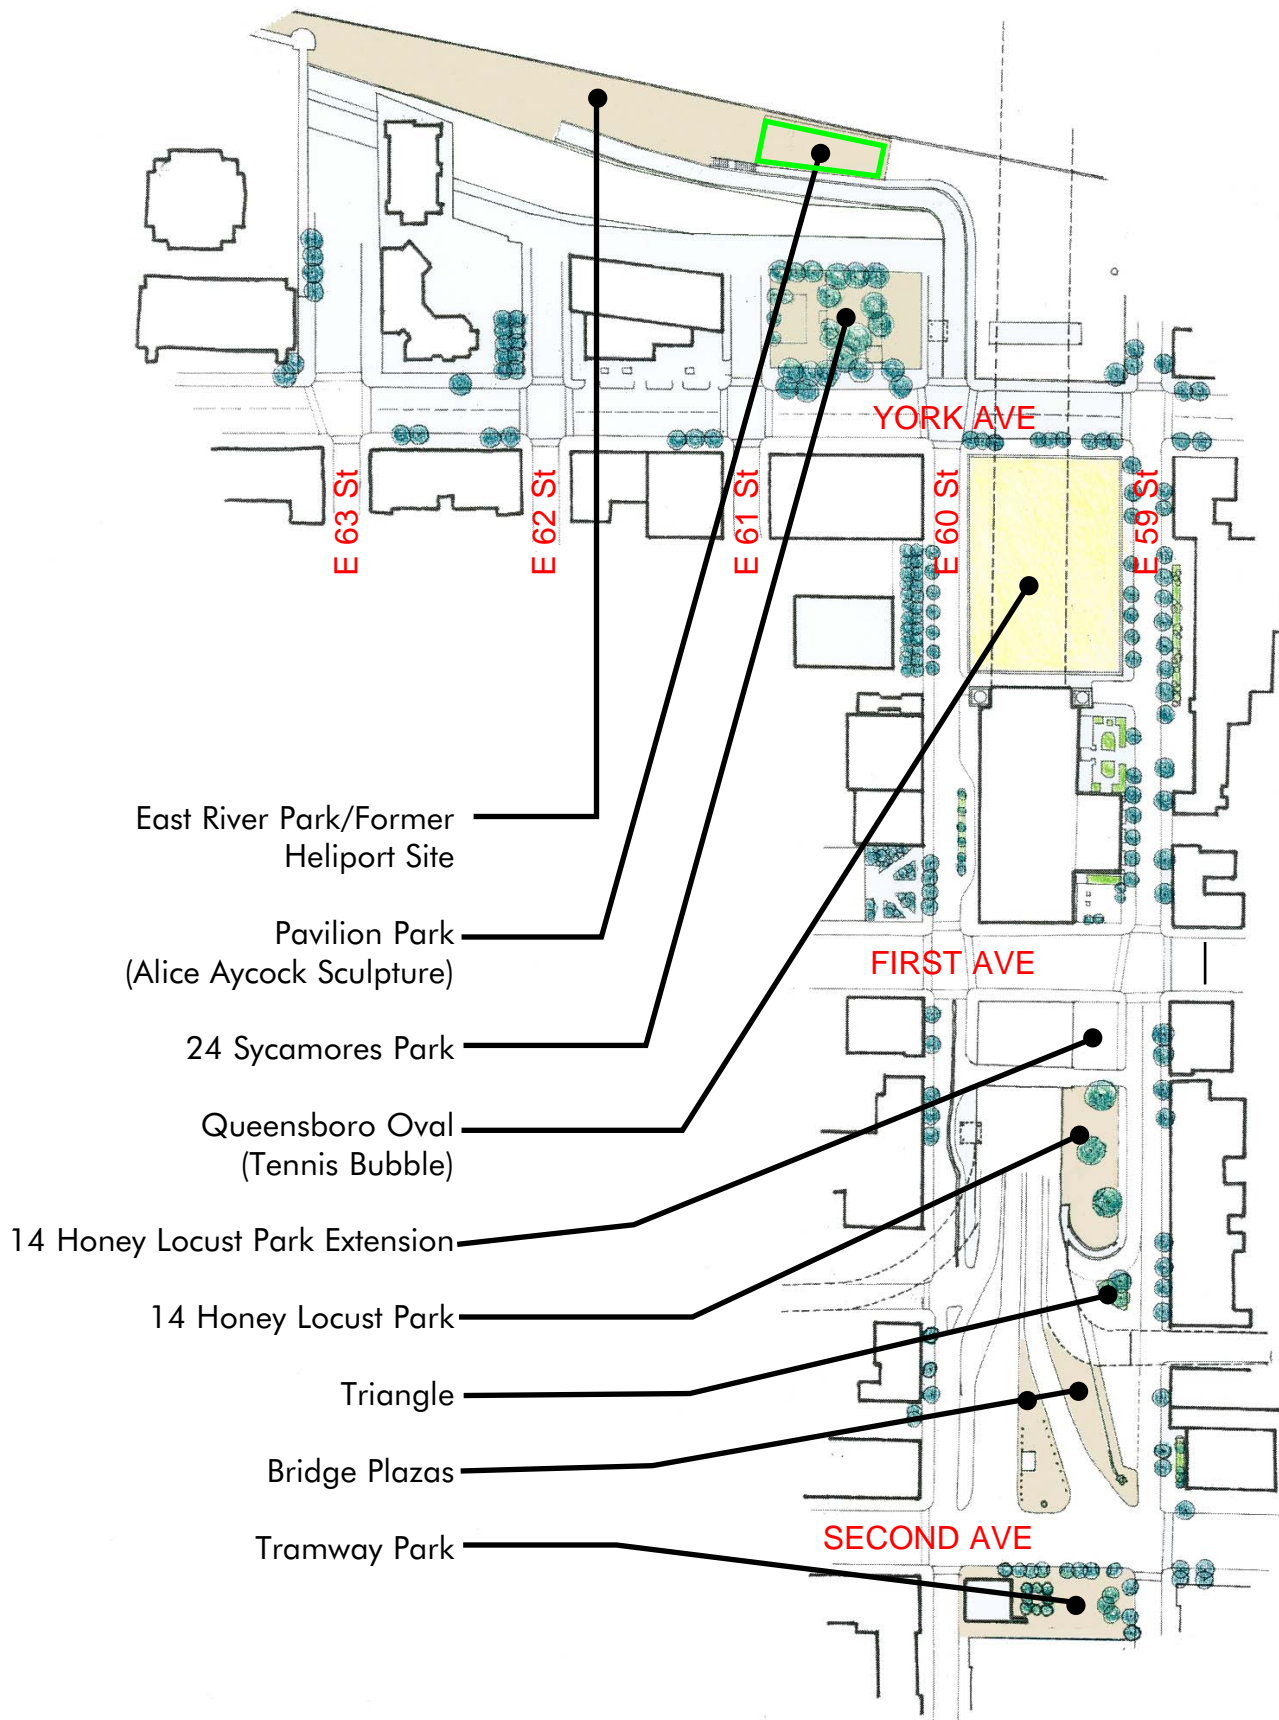 YORK AVE
E 63 St
E 62 St
E 61 St
E 60 St
E 59 St
East River Park/Former
Heliport Site
Pavilion Park
(Alice Aycock Sculpture)
24 Sycamores Park
FIRST AVE
Queensboro Oval
(Tennis Bubble)
14 Honey Locust Park Extension
14 Honey Locust Park
Triangle
Bridge Plazas
SECOND AVE
Tramway Park